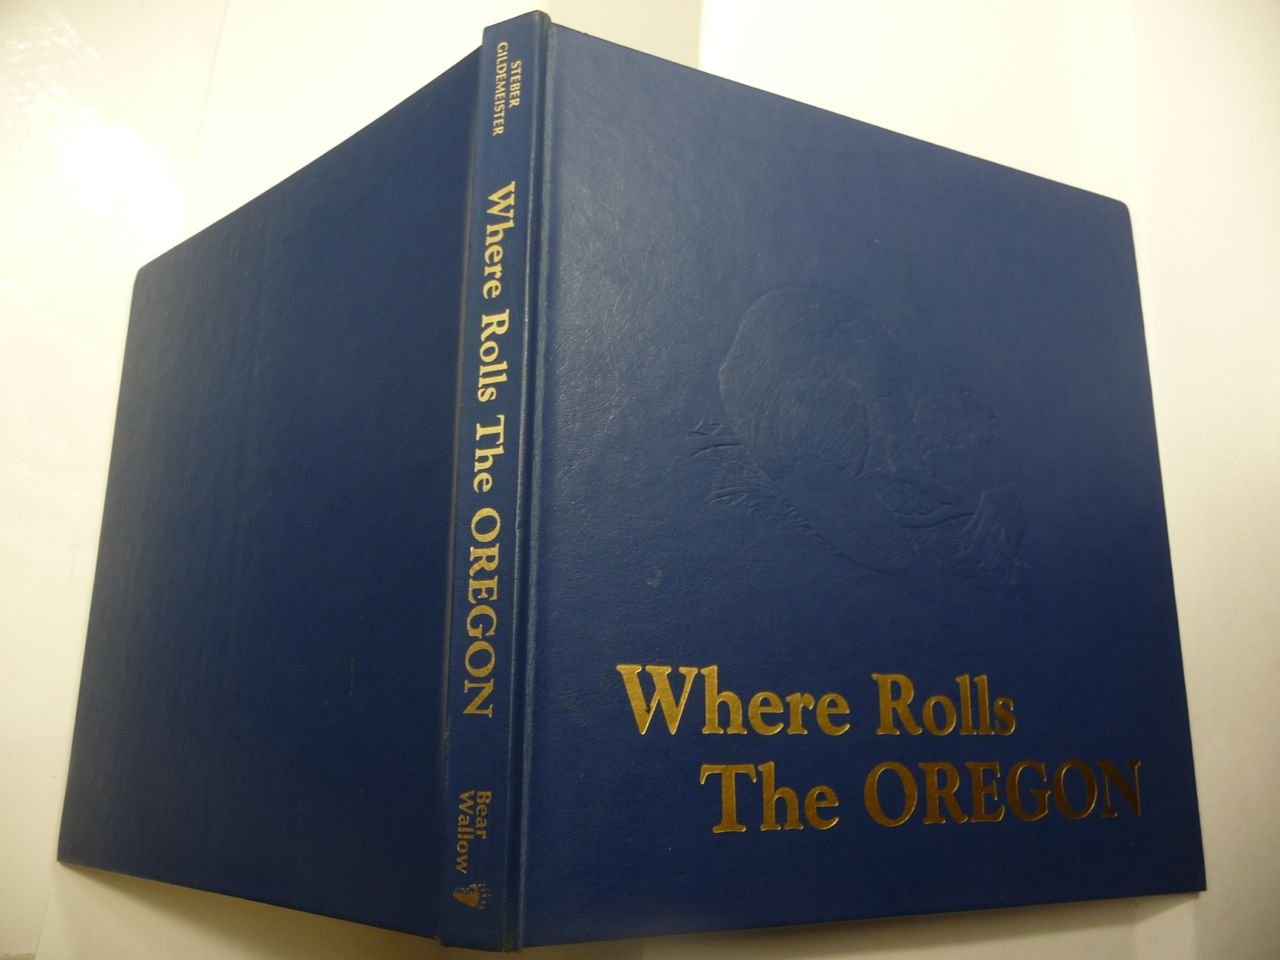 STEBER
GILDEMEISTER
Where Rolls The OREGON
Bear
Wallow
Where Rolls
The OREGON